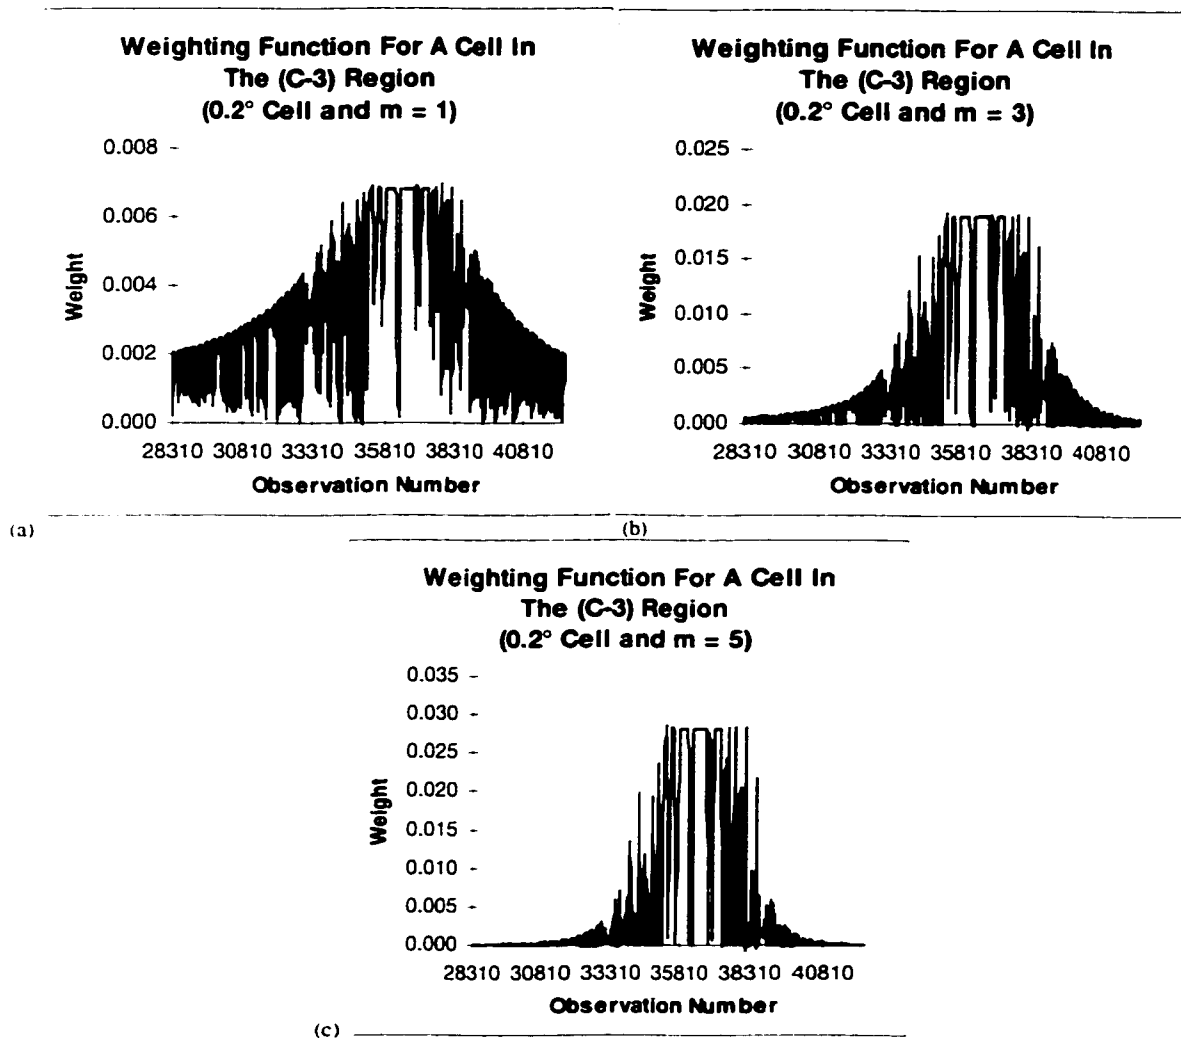 Weighting Function For A Cell In
The (C-3) Region
(0.2° Cell and m = 1)
0.008
0.006
0.004
0.002
0.000
Weight
28310 30810 33310 35810 38310 40810
Observation Number
(a)
Weighting Function For A Cell In
The (C-3) Region
(0.2° Cell and m = 3)
0.025
0.020
0.015
0.010
0.005
0.000
Weight
28310 30810 33310 35810 38310 40810
Observation Number
(b)
Weighting Function For A Cell In
The (C-3) Region
(0.2° Cell and m = 5)
0.035
0.030
0.025
0.020
0.015
0.010
0.005
0.000
Weight
28310 30810 33310 35810 38310 40810
Observation Number
(c)